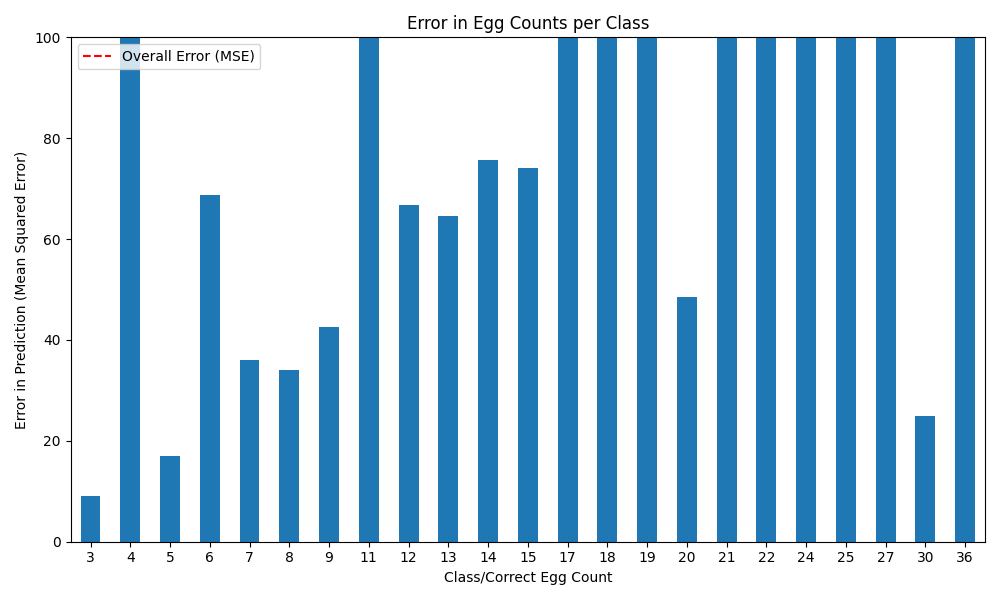 Error in Egg Counts per Class
Overall Error (MSE)
Error in Prediction (Mean Squared Error)
100
80
60
40
20
0
3 4 5 6 7 8 9 11 12 13 14 15 17 18 19 20 21 22 24 25 27 30 36
Class/Correct Egg Count